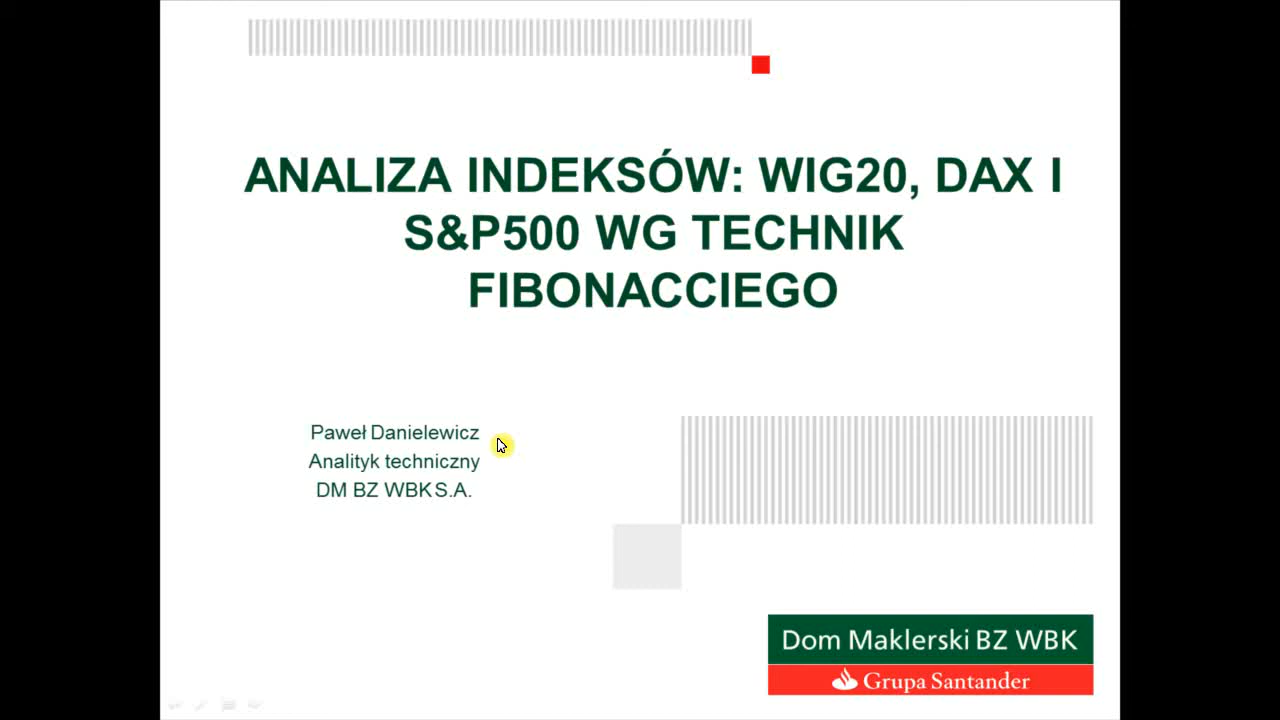 ANALIZA INDEKSÓW: WIG20, DAX I
S&P500 WG TECHNIK
FIBONACCIEGO
Paweł Danielewicz
Analityk techniczny
DM BZ WBK S.A.
Dom Maklerski BZ WBK
Grupa Santander